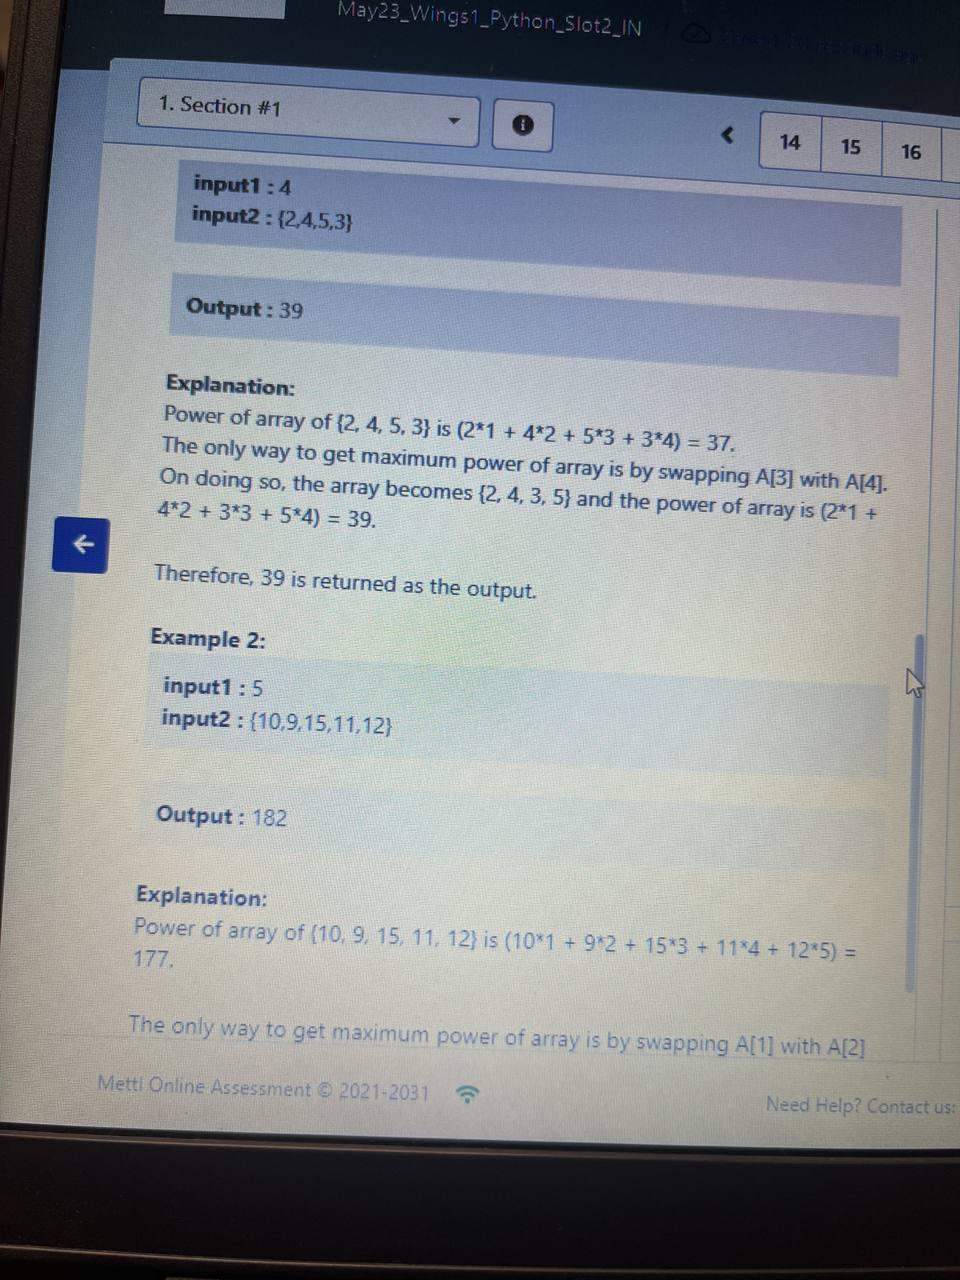 May23_Wings1_Python_Slot2_IN
1. Section #1
14 15 16
input1 : 4
input2 : {2,4,5,3}
Output : 39
Explanation:
Power of array of {2, 4, 5, 3} is (2*1 + 4*2 + 5*3 + 3*4) = 37.
The only way to get maximum power of array is by swapping A[3] with A[4].
On doing so, the array becomes {2, 4, 3, 5} and the power of array is (2*1 +
4*2 + 3*3 + 5*4) = 39.
Therefore, 39 is returned as the output.
Example 2:
input1 : 5
input2 : {10,9,15,11,12}
Output : 182
Explanation:
Power of array of {10, 9, 15, 11, 12} is (10*1 + 9*2 + 15*3 + 11*4 + 12*5) =
177.
The only way to get maximum power of array is by swapping A[1] with A[2]
Mettl Online Assessment © 2021-2031
Need Help? Contact us: